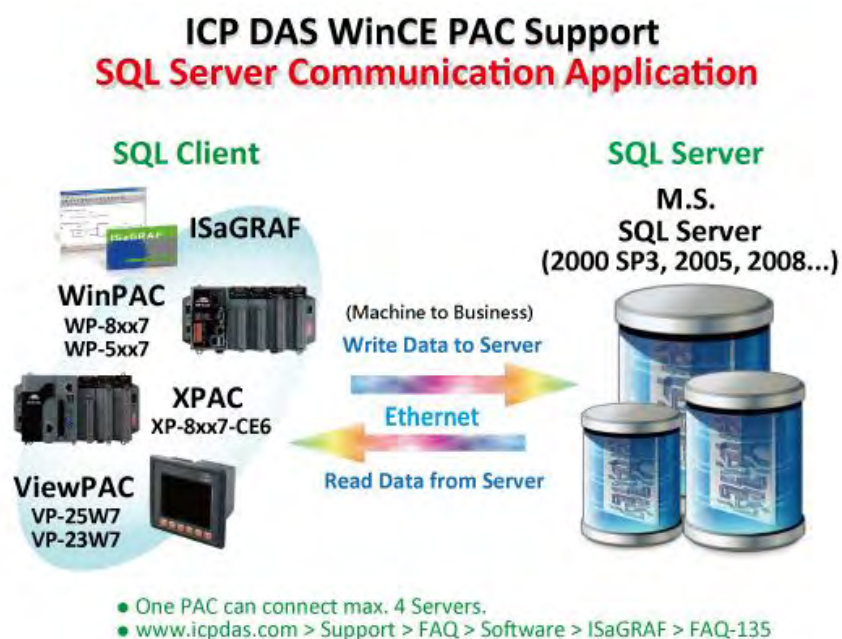 ICP DAS WinCE PAC Support
SQL Server Communication Application
SQL Client
ISaGRAF
ISaGRAF
WinPAC
WP-8xx7
WP-5xx7
XPAC
XP-8xx7-CE6
ViewPAC
VP-25W7
VP-23W7
(Machine to Business)
Write Data to Server
Ethernet
Read Data from Server
SQL Server
M.S.
SQL Server
(2000 SP3, 2005, 2008...)
● One PAC can connect max. 4 Servers.
● www.icpdas.com > Support > FAQ > Software > ISaGRAF > FAQ-135